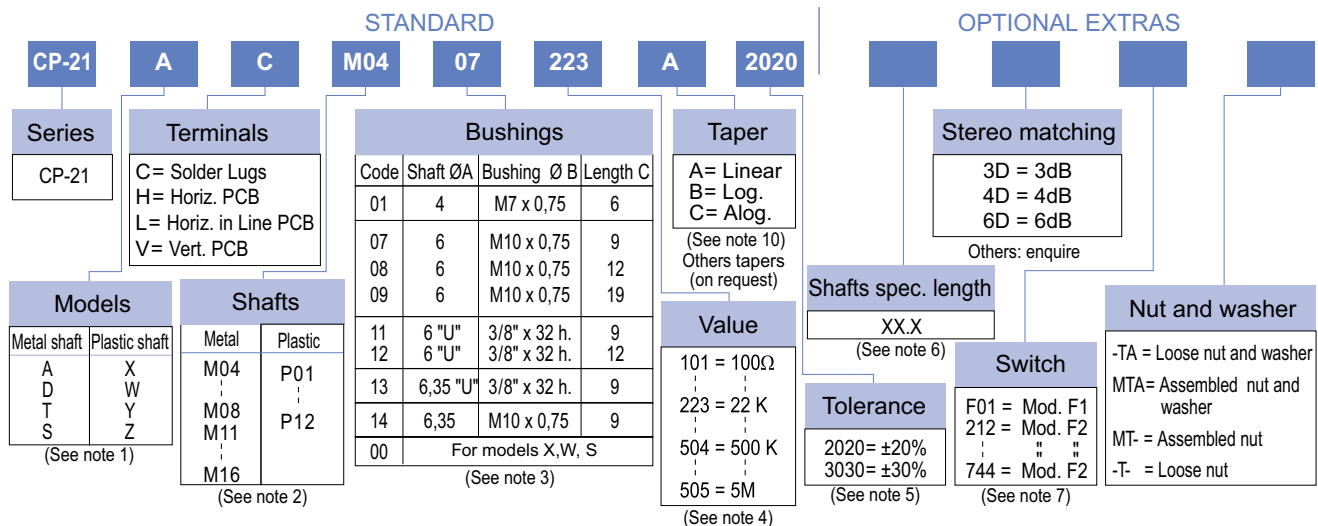 STANDARD
OPTIONAL EXTRAS
CP-21 A C M04 07 223 A 2020
Series
CP-21
Terminals
C= Solder Lugs
H= Horiz. PCB
L= Horiz. in Line PCB
V= Vert. PCB
Models
Metal shaft Plastic shaft
A X
D W
T Y
S Z
(See note 1)
Shafts
Metal Plastic
M04 P01
M08 P12
M11
M16
(See note 2)
Bushings
Code Shaft ØA Bushing Ø B Length C
01 4 M7 x 0,75 6
07 6 M10 x 0,75 9
08 6 M10 x 0,75 12
09 6 M10 x 0,75 19
11 6 "U" 3/8" x 32 h. 9
12 6 "U" 3/8" x 32 h. 12
13 6,35 "U" 3/8" x 32 h. 9
14 6,35 M10 x 0,75 9
00 For models X,W, S
(See note 3)
Taper
A= Linear
B= Log.
C= Alog.
(See note 10)
Others tapers
(on request)
Value
101 = 100Ω
223 = 22 K
504 = 500 K
505 = 5M
(See note 4)
Tolerance
2020= ±20%
3030= ±30%
(See note 5)
Shafts spec. length
XX.X
(See note 6)
Stereo matching
3D = 3dB
4D = 4dB
6D = 6dB
Others: enquire
Switch
F01 = Mod. F1
212 = Mod. F2
" "
744 = Mod. F2
(See note 7)
Nut and washer
-TA = Loose nut and washer
MTA= Assembled nut and
washer
MT- = Assembled nut
-T- = Loose nut